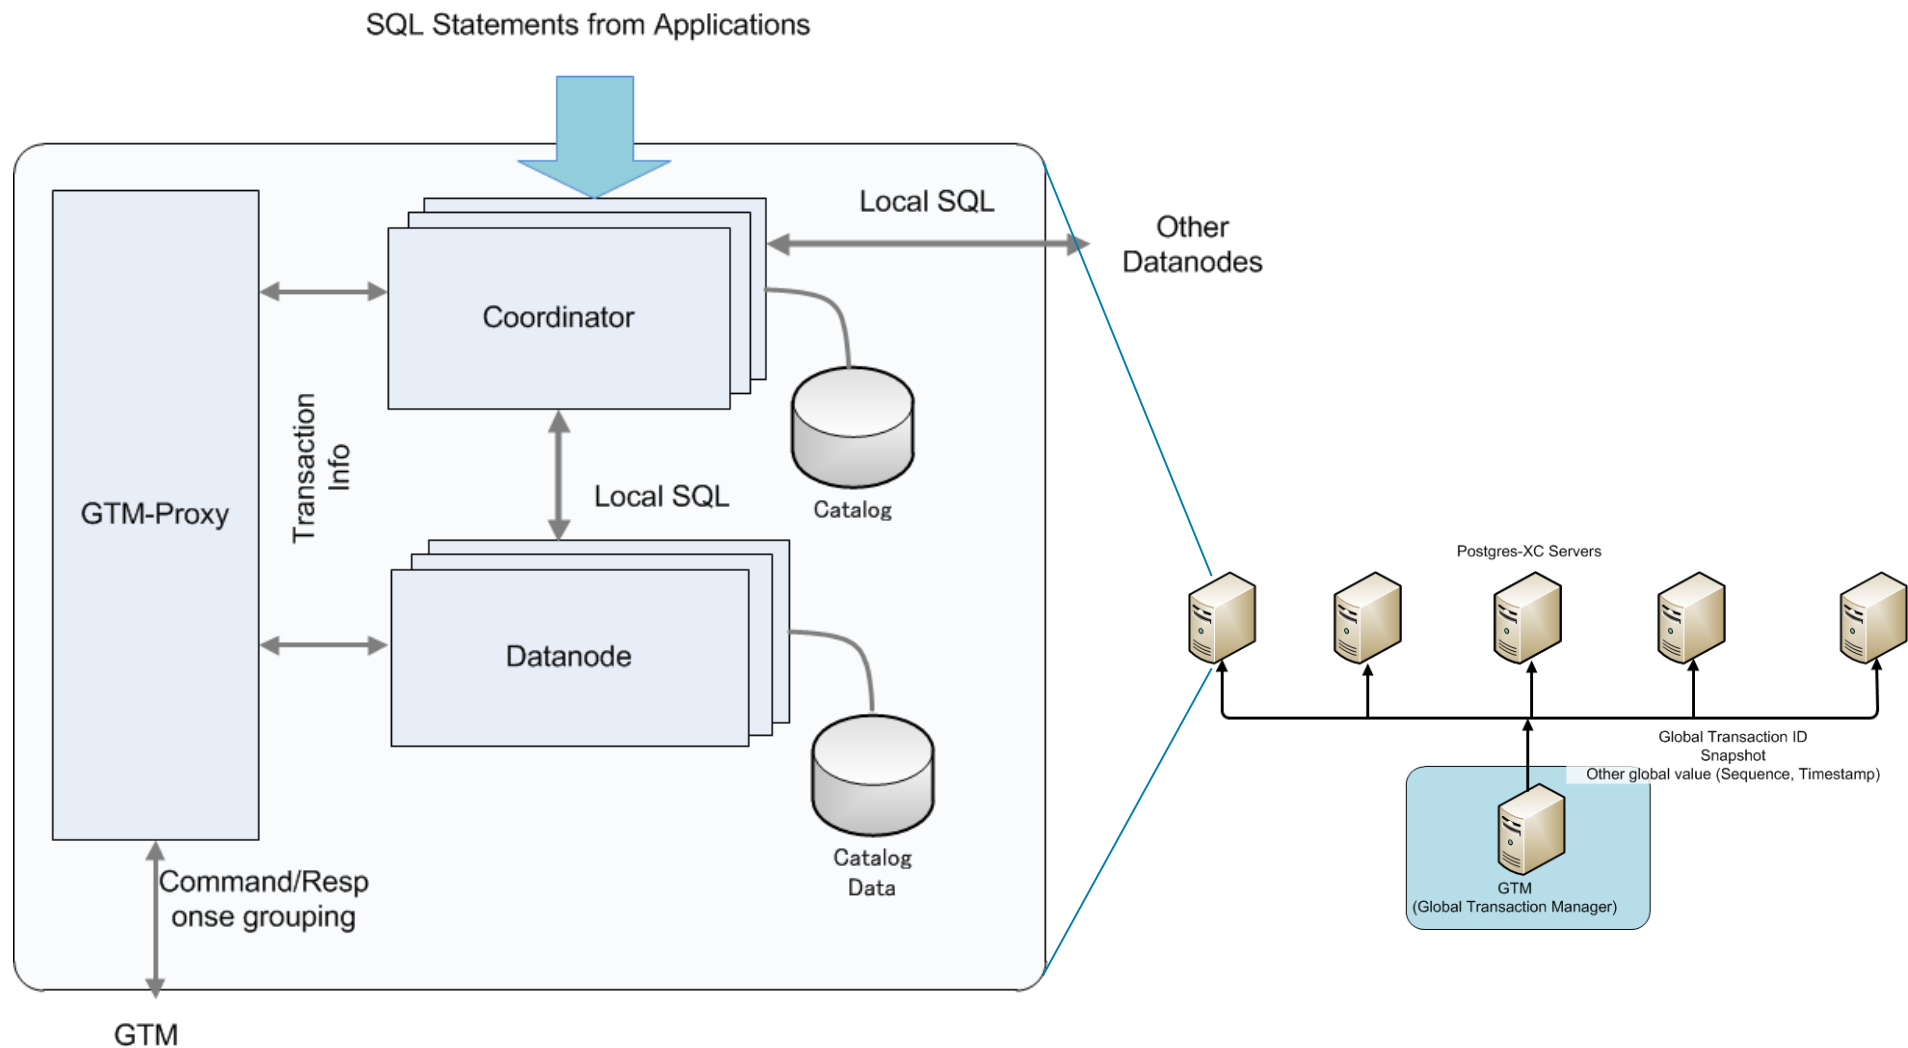 SQL Statements from Applications
Local SQL
Other
Datanodes
Coordinator
Transaction
Info
Local SQL
Catalog
GTM-Proxy
Datanode
Catalog
Data
Command/Resp
onse grouping
GTM
Postgres-XC Servers
Global Transaction ID
Snapshot
Other global value (Sequence, Timestamp)
GTM
(Global Transaction Manager)